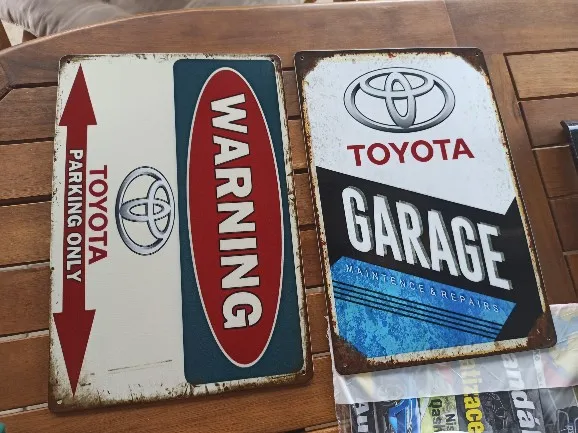 WARNING
TOYOTA
PARKING ONLY
TOYOTA
GARAGE
MAINTENCE & REPAIRS